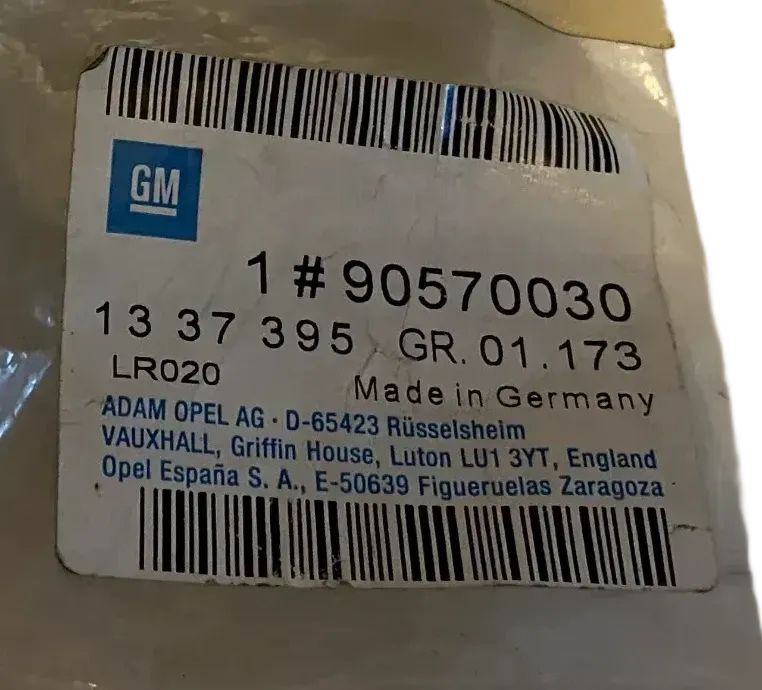 GM
1 # 90570030
13 37 395 GR. 01.173
LR020
Made in Germany
ADAM OPEL AG · D-65423 Rüsselsheim
VAUXHALL, Griffin House, Luton LU1 3YT, England
Opel España S. A., E-50639 Figueruelas Zaragoza